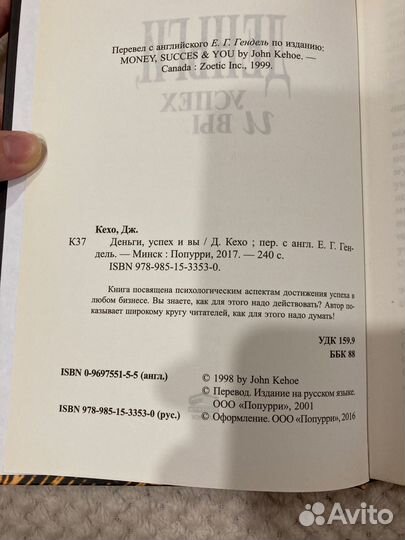 ДЕНЬГИ,
УСПЕХ
И ВЫ
Перевел с английского Е. Г. Гендель по изданию:
MONEY, SUCCES & YOU by John Kehoe. —
Canada : Zoetic Inc., 1999.
Кехо, Дж.
К37 Деньги, успех и вы / Д. Кехо ; пер. с англ. Е. Г. Ген-
дель. — Минск : Попурри, 2017. — 240 с.
ISBN 978-985-15-3353-0.
Книга посвящена психологическим аспектам достижения успеха в
любом бизнесе. Вы знаете, как для этого надо действовать? Автор по-
казывает широкому кругу читателей, как для этого надо думать!
УДК 159.9
ББК 88
ISBN 0-9697551-5-5 (англ.)
ISBN 978-985-15-3353-0 (рус.)
© 1998 by John Kehoe
© Перевод. Издание на русском языке.
ООО «Попурри», 2001
© Оформление. ООО «Попурри», 2016
Avito